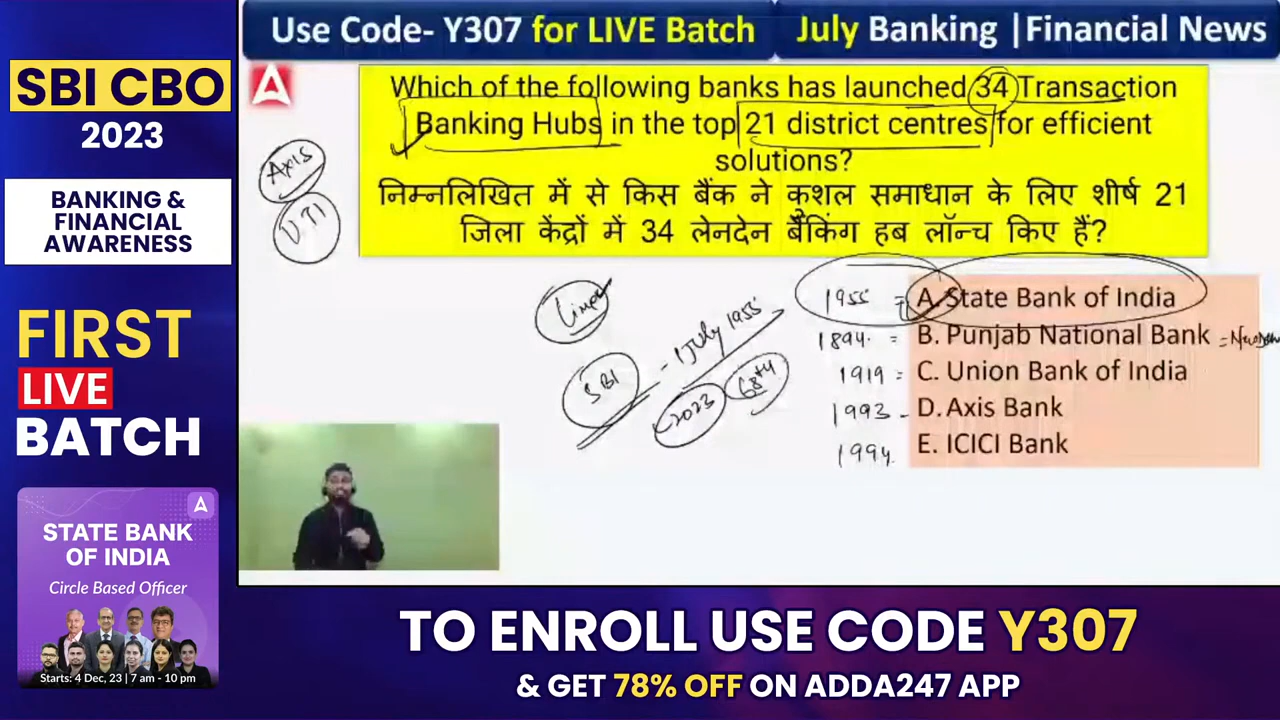 Use Code- Y307 for LIVE Batch
July Banking |Financial News
SBI CBO
2023
BANKING &
FINANCIAL
AWARENESS
FIRST
LIVE
BATCH
A
STATE BANK
OF INDIA
Circle Based Officer
Starts: 4 Dec, 23 | 7 am - 10 pm
A
Which of the following banks has launched 34 Transaction
Banking Hubs in the top 21 district centres for efficient
solutions?
निम्नलिखित में से किस बैंक ने कुशल समाधान के लिए शीर्ष 21
जिला केंद्रों में 34 लेनदेन बैंकिंग हब लॉन्च किए हैं?
Axis
UTI
SBI - 1 July 1955
2023
68th
1955 = A. State Bank of India
1894. = B. Punjab National Bank =
1919 = C. Union Bank of India
1993 - D. Axis Bank
1994. E. ICICI Bank
TO ENROLL USE CODE Y307
& GET 78% OFF ON ADDA247 APP